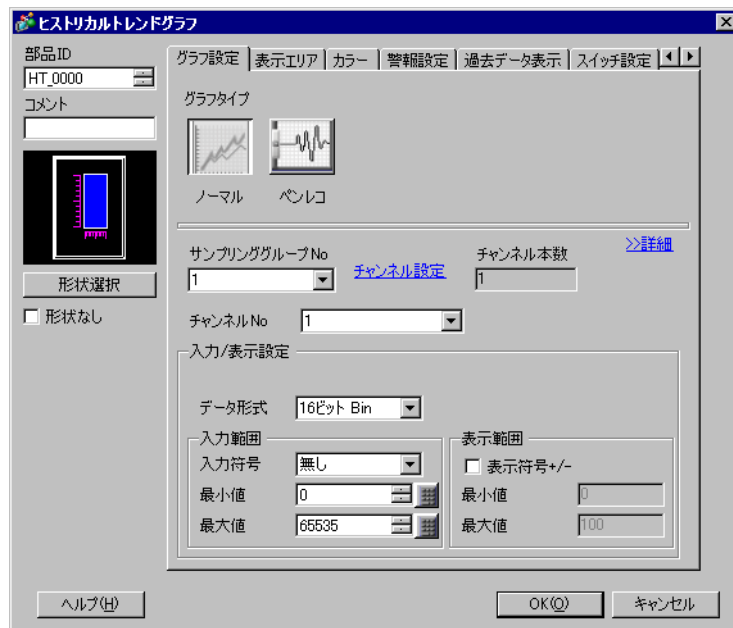 ヒストリカルトレンドグラフ
部品ID
HT_0000
コメント
形状選択
形状なし
グラフ設定 表示エリア カラー 警報設定 過去データ表示 スイッチ設定
グラフタイプ
ノーマル ペンレコ
>>詳細
サンプリンググループNo チャンネル設定 チャンネル本数
1 1
チャンネルNo 1
入力/表示設定
データ形式 16ビット Bin
入力範囲 表示範囲
入力符号 無し 表示符号+/-
最小値 0 最小値 0
最大値 65535 最大値 100
ヘルプ(H) OK(O) キャンセル